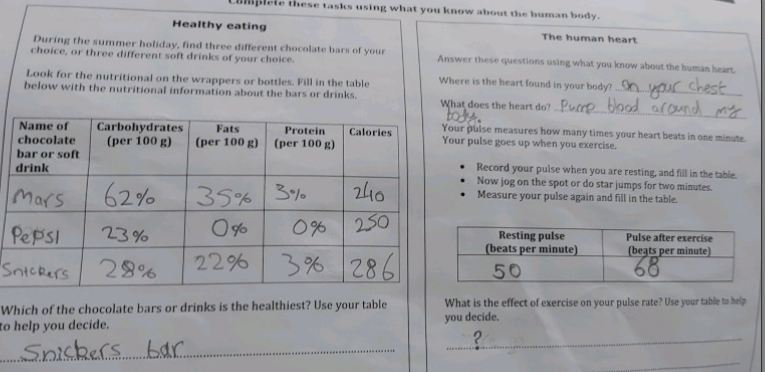 Complete these tasks using what you know about the human body.
Healthy eating
During the summer holiday, find three different chocolate bars of your
choice, or three different soft drinks of your choice.
Look for the nutritional on the wrappers or bottles. Fill in the table
below with the nutritional information about the bars or drinks.
Name of chocolate bar or soft drink | Carbohydrates (per 100 g) | Fats (per 100 g) | Protein (per 100 g) | Calories
Mars 62% 35% 3% 240
Pepsi 23% 0% 0% 250
Snickers 28% 22% 3% 286
Which of the chocolate bars or drinks is the healthiest? Use your table
to help you decide.
Snickers bar
The human heart
Answer these questions using what you know about the human heart.
Where is the heart found in your body? On your chest
What does the heart do? Pump blood around my
body.
Your pulse measures how many times your heart beats in one minute.
Your pulse goes up when you exercise.
• Record your pulse when you are resting, and fill in the table.
• Now jog on the spot or do star jumps for two minutes.
• Measure your pulse again and fill in the table.
Resting pulse (beats per minute) | Pulse after exercise (beats per minute)
50 68
What is the effect of exercise on your pulse rate? Use your table to help
you decide.
?